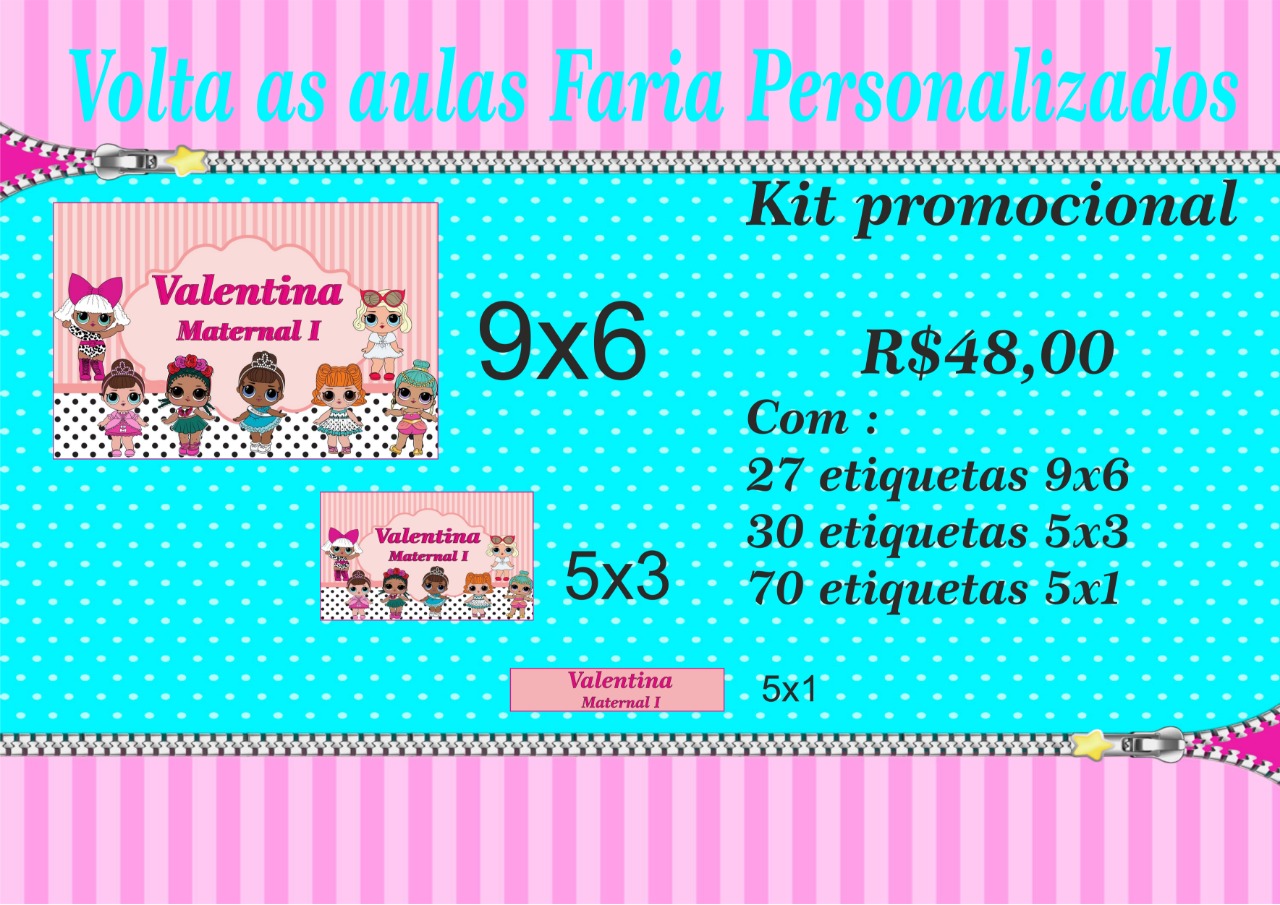 Volta as aulas Faria Personalizados
Kit promocional
Valentina
Maternal I
9x6
R$48,00
Com :
27 etiquetas 9x6
30 etiquetas 5x3
70 etiquetas 5x1
Valentina
Maternal I
5x3
Valentina
Maternal I
5x1